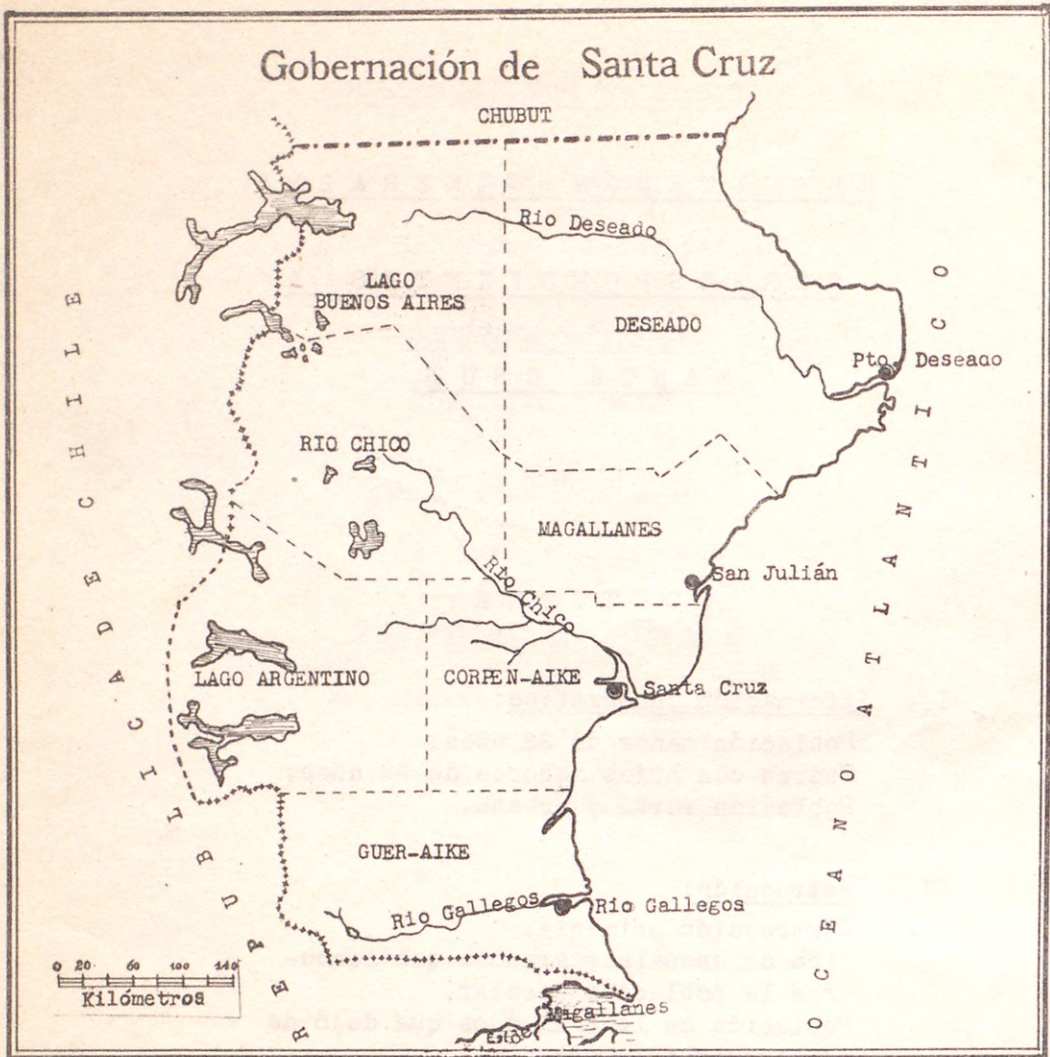 Gobernación de Santa Cruz
CHUBUT
Rio Deseado
LAGO
BUENOS AIRES
DESEADO
Pto Deseado
REPUBLICA DE CHILE
OCEANO ATLANTICO
RIO CHICO
MAGALLANES
San Julián
Rio Chico
LAGO ARGENTINO
CORPEN-AIKE
Santa Cruz
GUER-AIKE
Rio Gallegos
Rio Gallegos
0 20 60 100 140
Kilómetros
Magallanes
Est. de